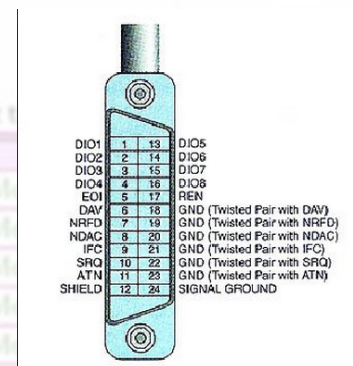 DIO1 1 13 DIO5
DIO2 2 14 DIO6
DIO3 3 15 DIO7
DIO4 4 16 DIO8
EOI 5 17 REN
DAV 6 18 GND (Twisted Pair with DAV)
NRFD 7 19 GND (Twisted Pair with NRFD)
NDAC 8 20 GND (Twisted Pair with NDAC)
IFC 9 21 GND (Twisted Pair with IFC)
SRQ 10 22 GND (Twisted Pair with SRQ)
ATN 11 23 GND (Twisted Pair with ATN)
SHIELD 12 24 SIGNAL GROUND